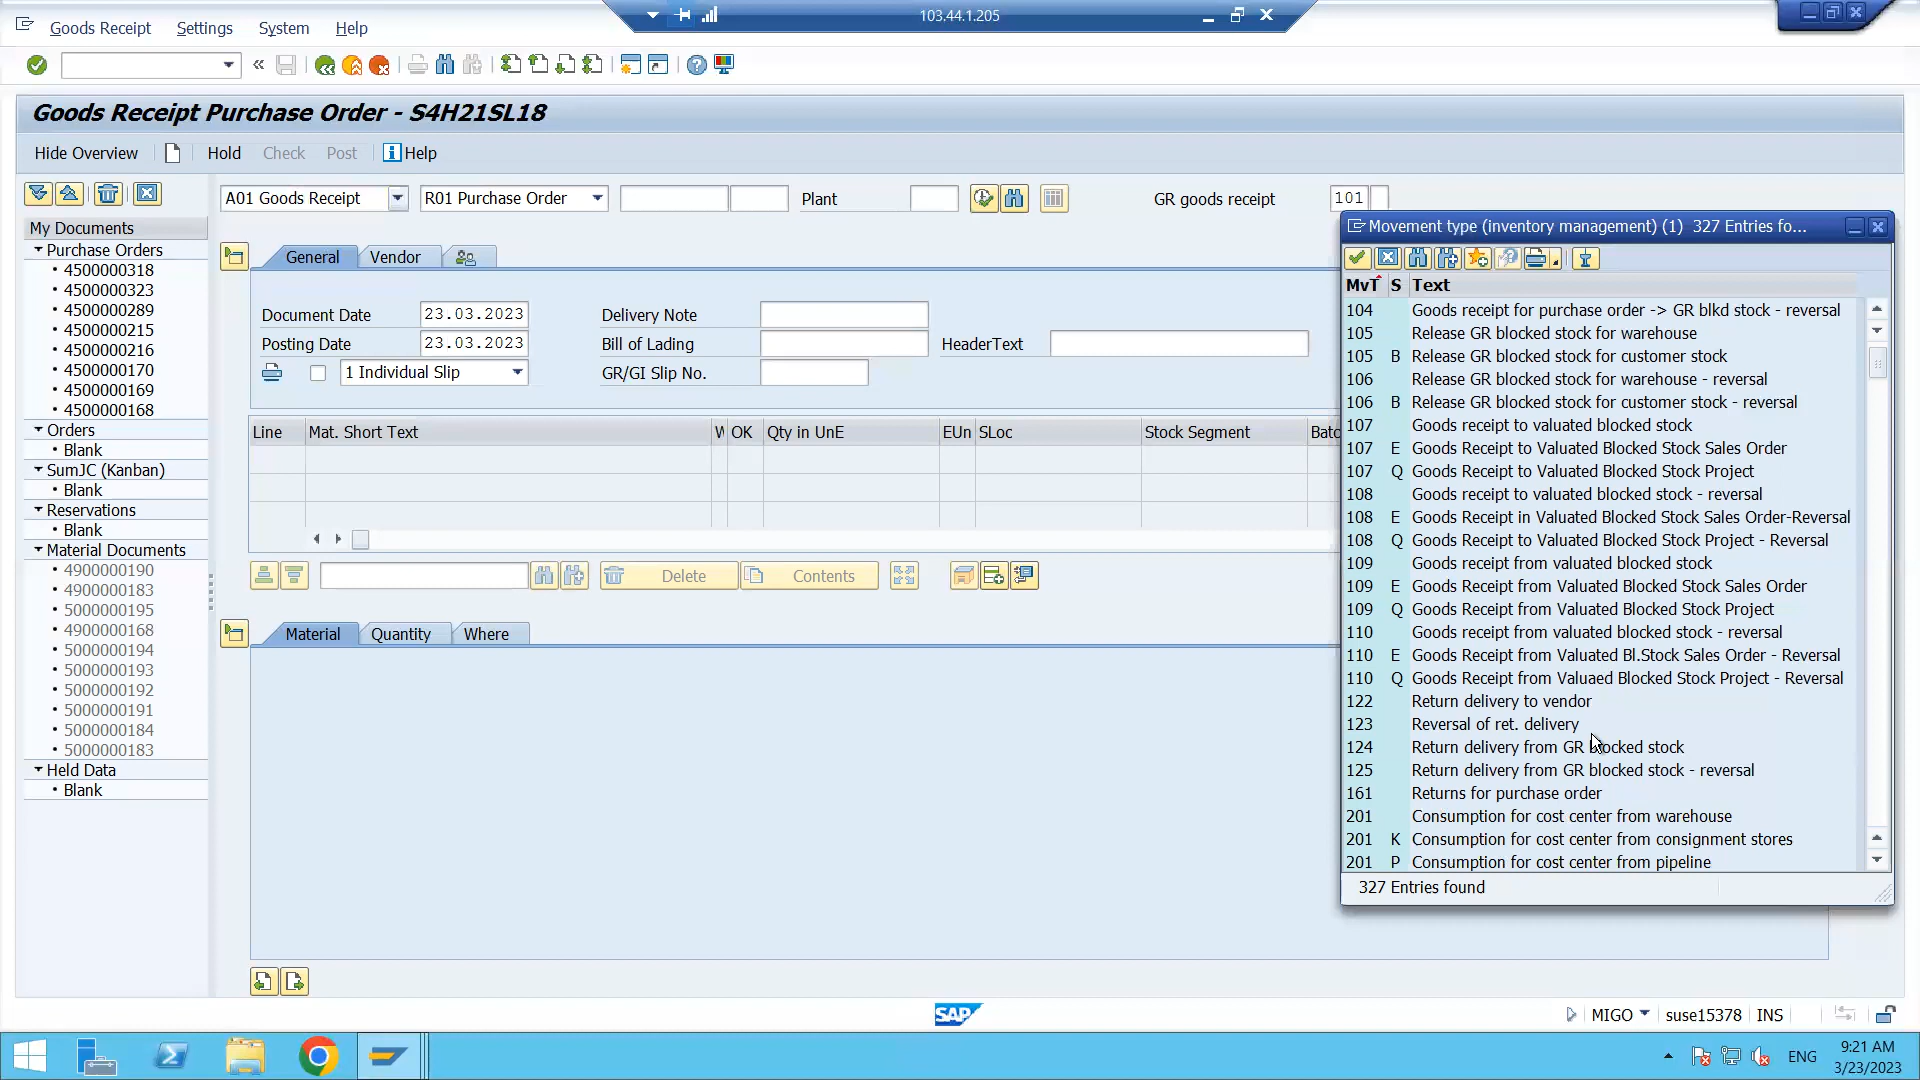 103.44.1.205
Goods Receipt Settings System Help
Goods Receipt Purchase Order - S4H21SL18
Hide Overview Hold Check Post Help
A01 Goods Receipt R01 Purchase Order Plant GR goods receipt 101
My Documents
Purchase Orders
4500000318
4500000323
4500000289
4500000215
4500000216
4500000170
4500000169
4500000168
Orders
Blank
SumJC (Kanban)
Blank
Reservations
Blank
Material Documents
4900000190
4900000183
5000000195
4900000168
5000000194
5000000193
5000000192
5000000191
5000000184
5000000183
Held Data
Blank
General Vendor
Document Date 23.03.2023 Delivery Note
Posting Date 23.03.2023 Bill of Lading HeaderText
1 Individual Slip GR/GI Slip No.
Line Mat. Short Text OK Qty in UnE EUn SLoc Stock Segment Batc
Delete Contents
Material Quantity Where
Movement type (inventory management) (1) 327 Entries fo...
MvT S Text
104 Goods receipt for purchase order -> GR blkd stock - reversal
105 Release GR blocked stock for warehouse
105 B Release GR blocked stock for customer stock
106 Release GR blocked stock for warehouse - reversal
106 B Release GR blocked stock for customer stock - reversal
107 Goods receipt to valuated blocked stock
107 E Goods Receipt to Valuated Blocked Stock Sales Order
107 Q Goods Receipt to Valuated Blocked Stock Project
108 Goods receipt to valuated blocked stock - reversal
108 E Goods Receipt in Valuated Blocked Stock Sales Order-Reversal
108 Q Goods Receipt to Valuated Blocked Stock Project - Reversal
109 Goods receipt from valuated blocked stock
109 E Goods Receipt from Valuated Blocked Stock Sales Order
109 Q Goods Receipt from Valuated Blocked Stock Project
110 Goods receipt from valuated blocked stock - reversal
110 E Goods Receipt from Valuated Bl.Stock Sales Order - Reversal
110 Q Goods Receipt from Valuaed Blocked Stock Project - Reversal
122 Return delivery to vendor
123 Reversal of ret. delivery
124 Return delivery from GR blocked stock
125 Return delivery from GR blocked stock - reversal
161 Returns for purchase order
201 Consumption for cost center from warehouse
201 K Consumption for cost center from consignment stores
201 P Consumption for cost center from pipeline
327 Entries found
SAP
MIGO suse15378 INS
ENG
9:21 AM
3/23/2023